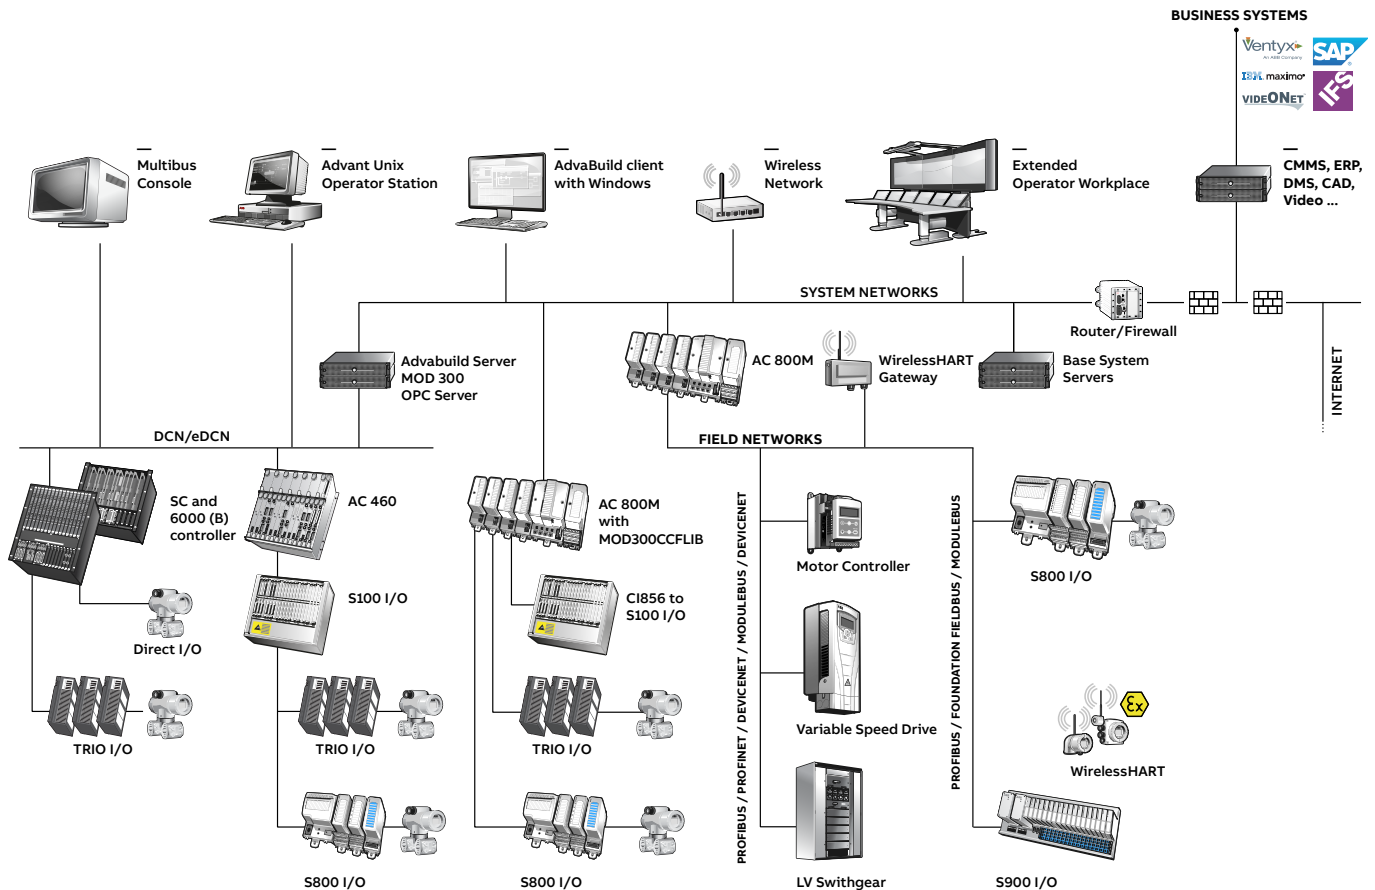 BUSINESS SYSTEMS
Ventyx
An ABB Company
SAP
IBM maximo
IFS
VIDEONET
Multibus
Console
Advant Unix
Operator Station
AdvaBuild client
with Windows
Wireless
Network
Extended
Operator Workplace
CMMS, ERP,
DMS, CAD,
Video ...
SYSTEM NETWORKS
Router/Firewall
INTERNET
Advabuild Server
MOD 300
OPC Server
AC 800M
WirelessHART
Gateway
Base System
Servers
DCN/eDCN
FIELD NETWORKS
SC and
6000 (B)
controller
AC 460
AC 800M
with
MOD300CCFLIB
PROFIBUS / PROFINET / DEVICENET / MODULEBUS / DEVICENET
Motor Controller
PROFIBUS / FOUNDATION FIELDBUS / MODULEBUS
S800 I/O
S100 I/O
CI856 to
S100 I/O
Direct I/O
Variable Speed Drive
Ex
WirelessHART
TRIO I/O
TRIO I/O
TRIO I/O
S800 I/O
S800 I/O
LV Swithgear
S900 I/O